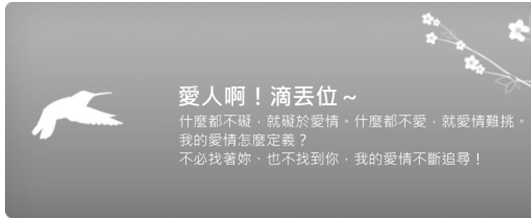 愛人啊！滴丟位～
什麼都不礙，就礙於愛情。什麼都不愛，就愛情難挑。
我的愛情怎麼定義？
不必找著妳、也不找到你，我的愛情不斷追尋！